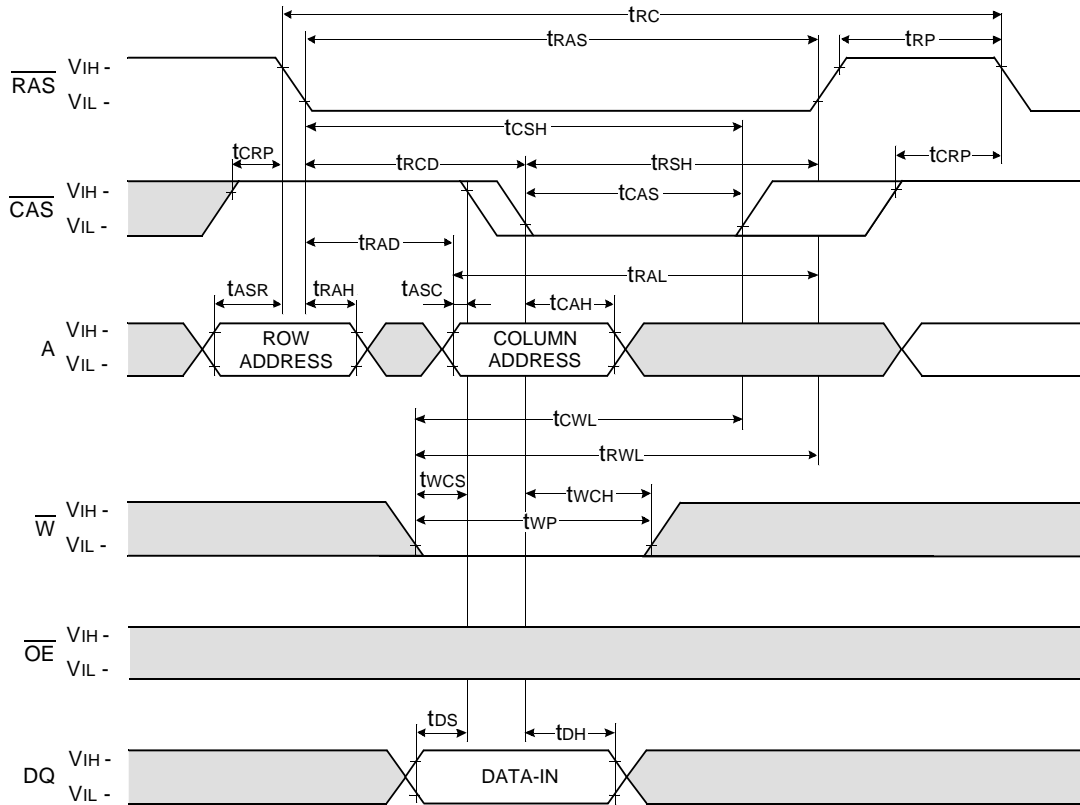 tRC
tRAS
tRP
RAS
VIH -
VIL -
tCSH
tCRP
tRCD
tRSH
tCRP
CAS
VIH -
VIL -
tCAS
tRAD
tRAL
tASR
tRAH
tASC
tCAH
A
VIH -
VIL -
ROW
ADDRESS
COLUMN
ADDRESS
tCWL
tRWL
tWCS
tWCH
tWP
W
VIH -
VIL -
OE
VIH -
VIL -
tDS
tDH
DQ
VIH -
VIL -
DATA-IN